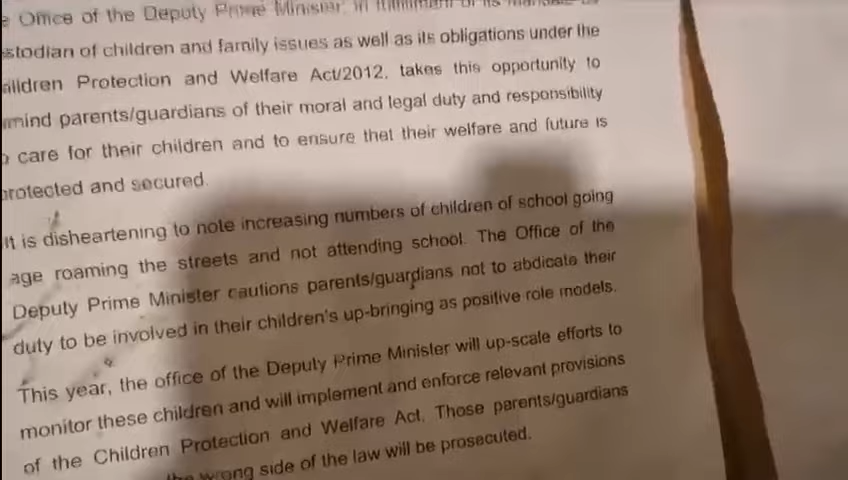 Office of the Deputy Prime Minister, in fulfillment of its mandate
stodian of children and family issues as well as its obligations under the
ildren Protection and Welfare Act/2012, takes this opportunity to
mind parents/guardians of their moral and legal duty and responsibility
care for their children and to ensure that their welfare and future is
protected and secured.
It is disheartening to note increasing numbers of children of school going
age roaming the streets and not attending school. The Office of the
Deputy Prime Minister cautions parents/guardians not to abdicate their
duty to be involved in their children's up-bringing as positive role models.
This year, the office of the Deputy Prime Minister will up-scale efforts to
monitor these children and will implement and enforce relevant provisions
of the Children Protection and Welfare Act. Those parents/guardians
the wrong side of the law will be prosecuted.